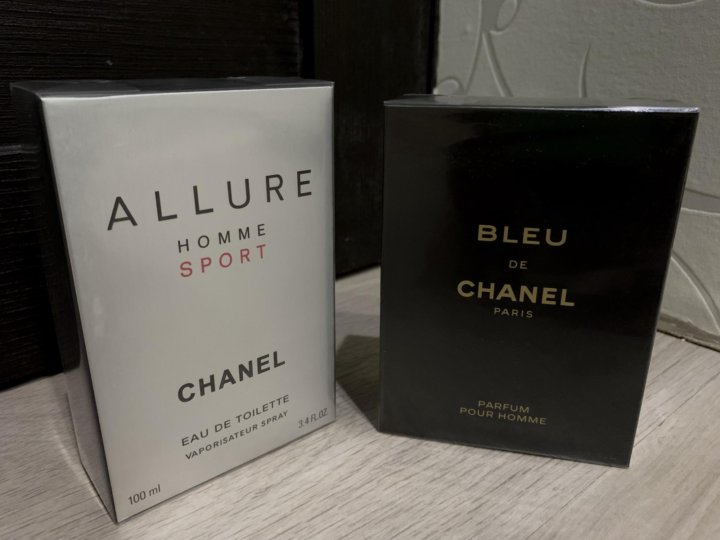 ALLURE
HOMME
SPORT
CHANEL
EAU DE TOILETTE
VAPORISATEUR SPRAY
100 ml
3.4 FL.OZ.
BLEU
DE
CHANEL
PARIS
PARFUM
POUR HOMME